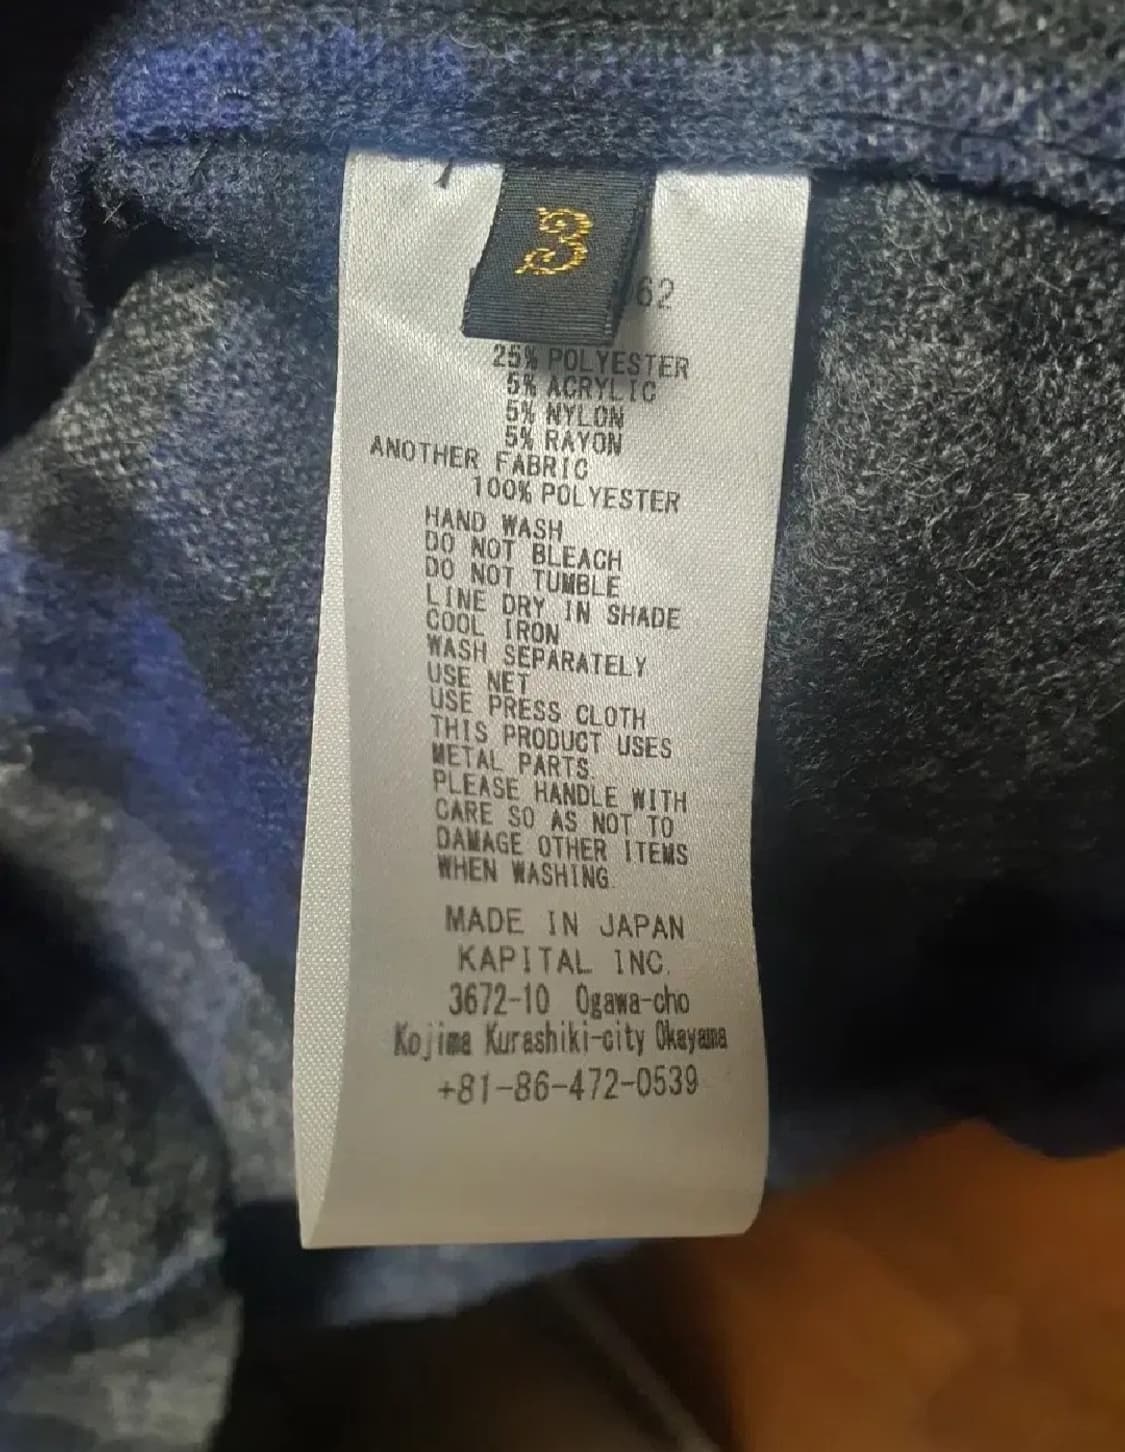 3
62
25% POLYESTER
5% ACRYLIC
5% NYLON
5% RAYON
ANOTHER FABRIC
100% POLYESTER
HAND WASH
DO NOT BLEACH
DO NOT TUMBLE
LINE DRY IN SHADE
COOL IRON
WASH SEPARATELY
USE NET
USE PRESS CLOTH
THIS PRODUCT USES
METAL PARTS.
PLEASE HANDLE WITH
CARE SO AS NOT TO
DAMAGE OTHER ITEMS
WHEN WASHING.
MADE IN JAPAN
KAPITAL INC.
3672-10 Ogawa-cho
Kojima Kurashiki-city Okayama
+81-86-472-0539